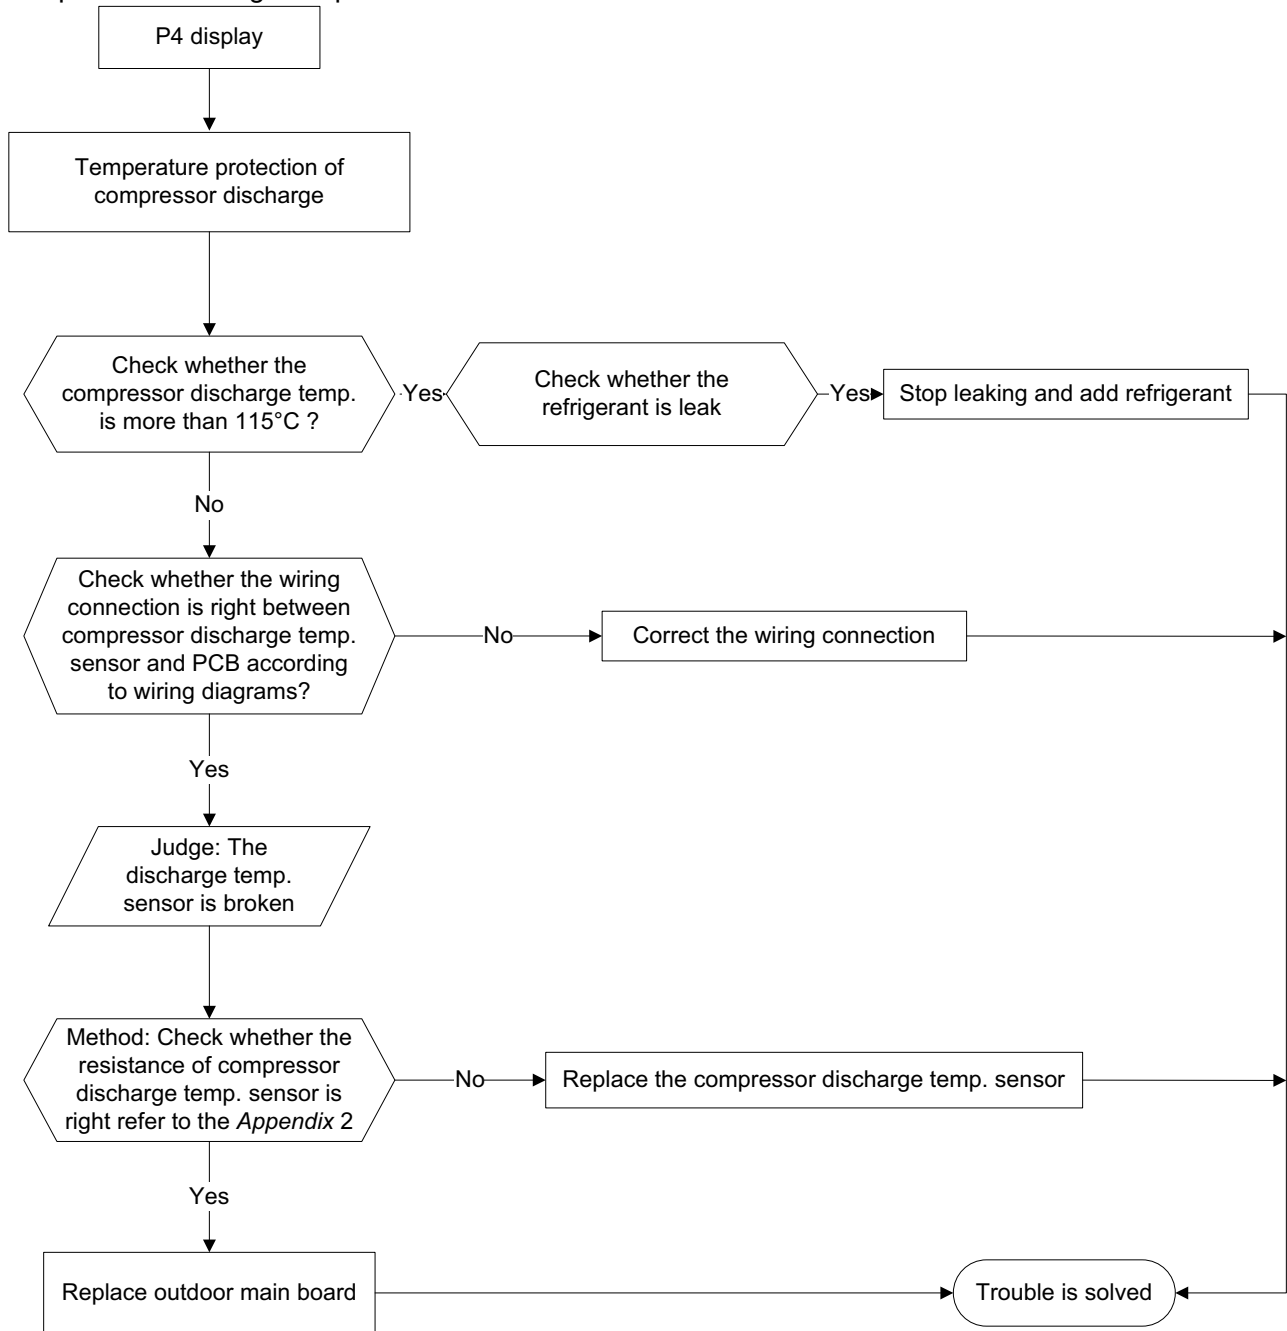 P4 display
Temperature protection of
compressor discharge
Check whether the
compressor discharge temp.
is more than 115°C ?
Yes
Check whether the
refrigerant is leak
Yes
Stop leaking and add refrigerant
No
Check whether the wiring
connection is right between
compressor discharge temp.
sensor and PCB according
to wiring diagrams?
No
Correct the wiring connection
Yes
Judge: The
discharge temp.
sensor is broken
Method: Check whether the
resistance of compressor
discharge temp. sensor is
right refer to the Appendix 2
No
Replace the compressor discharge temp. sensor
Yes
Replace outdoor main board
Trouble is solved